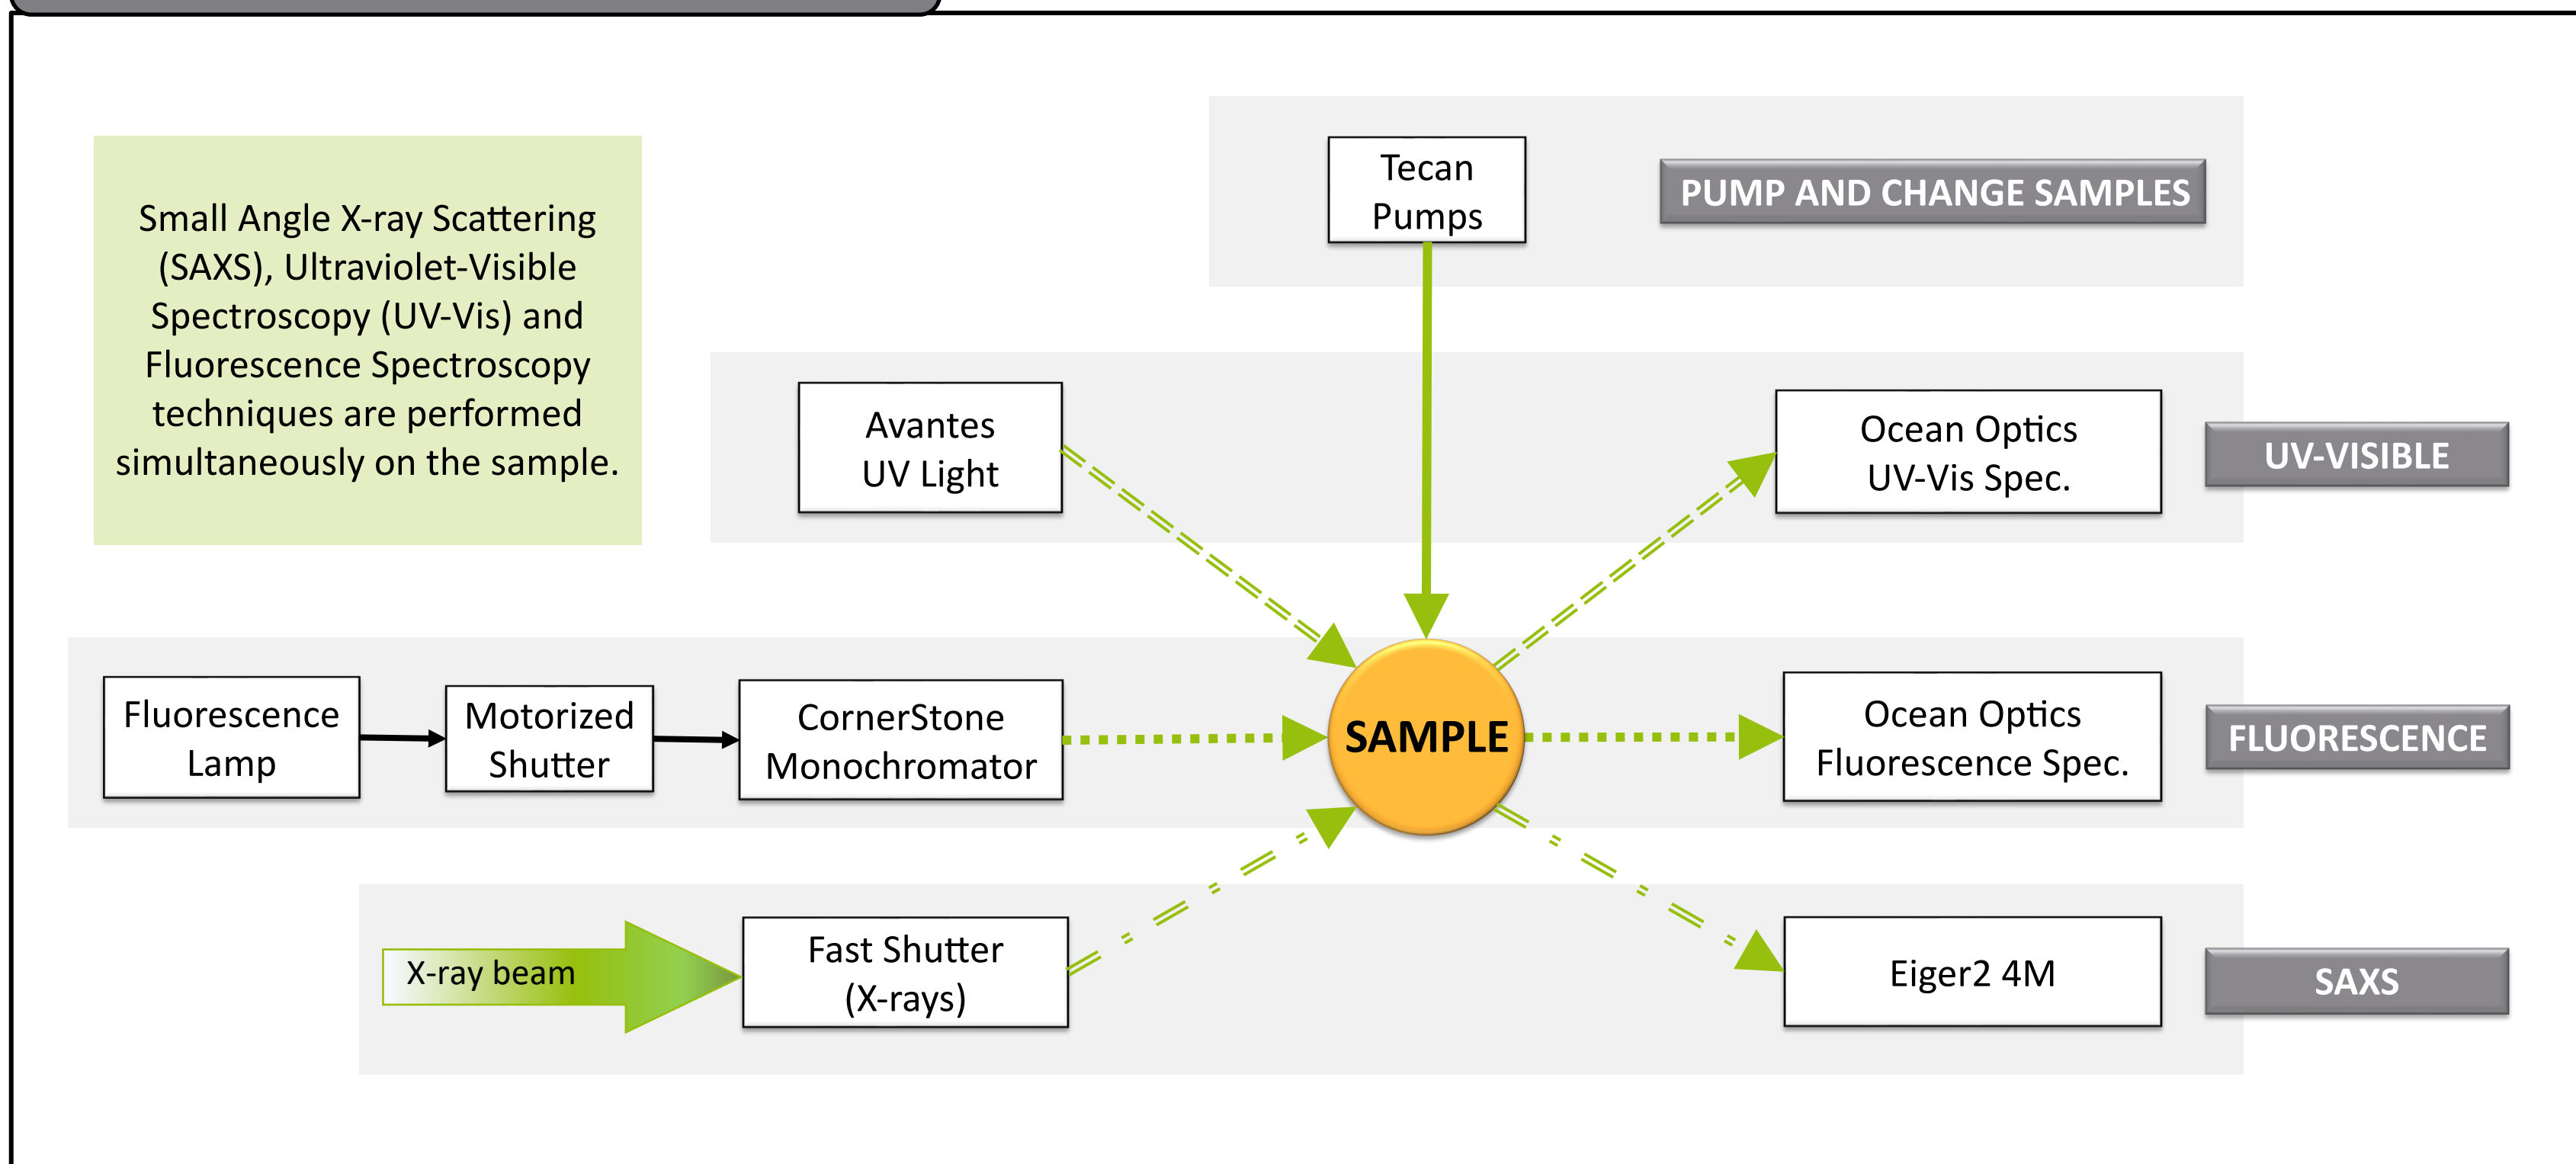 Small Angle X-ray Scattering
(SAXS), Ultraviolet-Visible
Spectroscopy (UV-Vis) and
Fluorescence Spectroscopy
techniques are performed
simultaneously on the sample.
Tecan
Pumps
PUMP AND CHANGE SAMPLES
Avantes
UV Light
Ocean Optics
UV-Vis Spec.
UV-VISIBLE
Fluorescence
Lamp
Motorized
Shutter
CornerStone
Monochromator
SAMPLE
Ocean Optics
Fluorescence Spec.
FLUORESCENCE
X-ray beam
Fast Shutter
(X-rays)
Eiger2 4M
SAXS